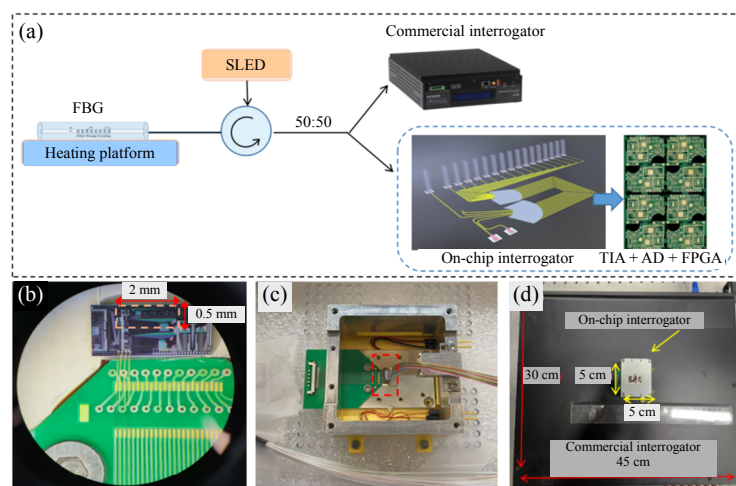 (a)
Commercial interrogator
SLED
FBG
50:50
Heating platform
On-chip interrogator
TIA + AD + FPGA
(b)
2 mm
0.5 mm
(c)
(d)
On-chip interrogator
30 cm
5 cm
5 cm
Commercial interrogator
45 cm